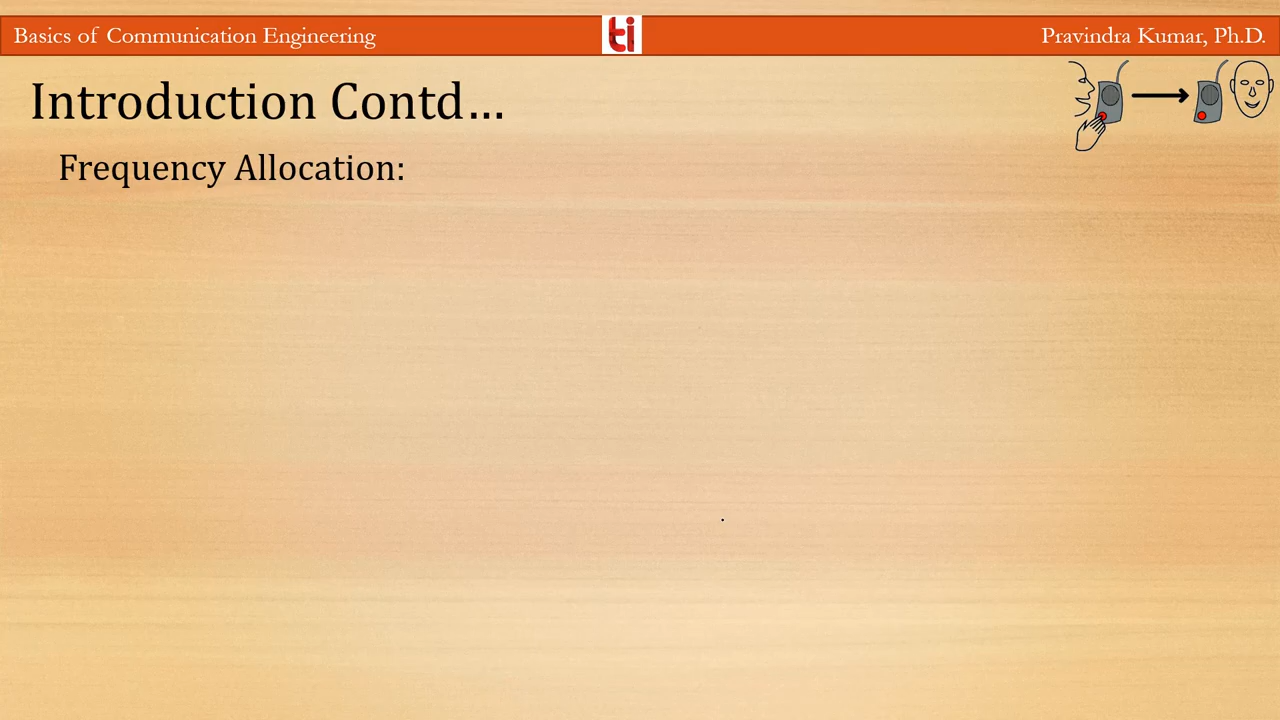 Basics of Communication Engineering
ti
Pravindra Kumar, Ph.D.
Introduction Contd...
Frequency Allocation: